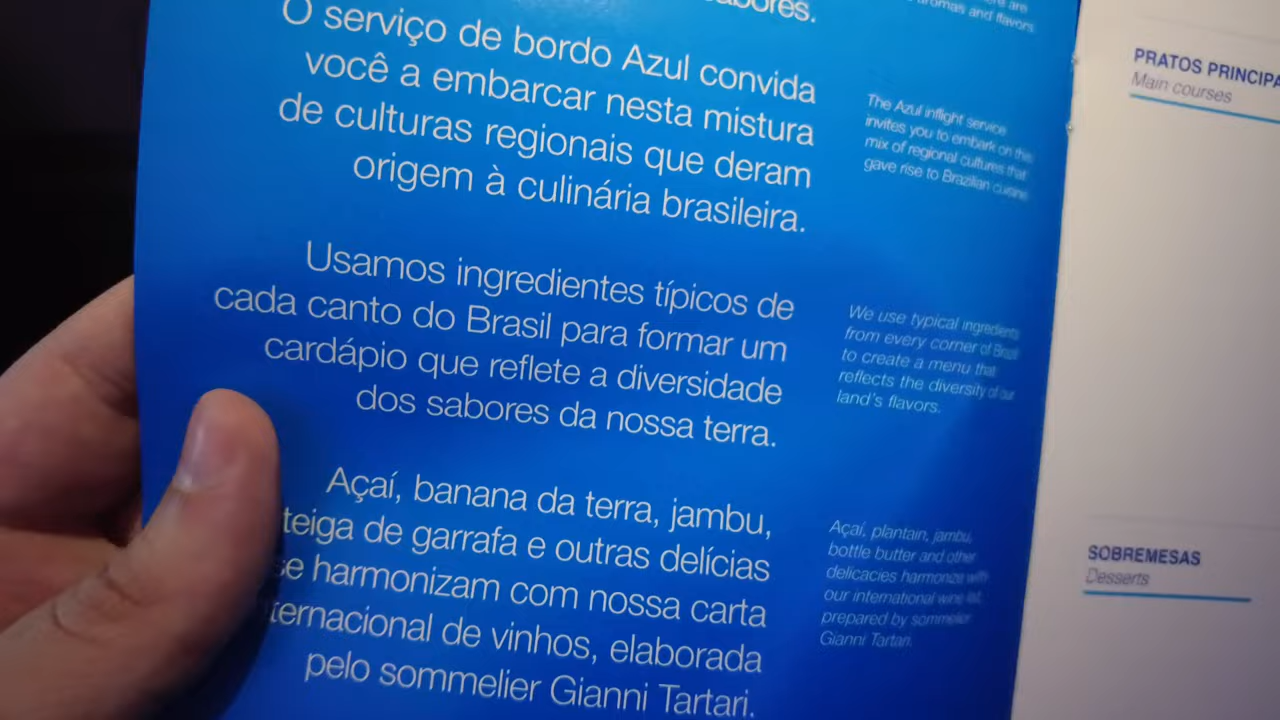 sabores.
O serviço de bordo Azul convida
você a embarcar nesta mistura
de culturas regionais que deram
origem à culinária brasileira.
Usamos ingredientes típicos de
cada canto do Brasil para formar um
cardápio que reflete a diversidade
dos sabores da nossa terra.
Açaí, banana da terra, jambu,
teiga de garrafa e outras delícias
se harmonizam com nossa carta
ternacional de vinhos, elaborada
pelo sommelier Gianni Tartari.
are
aromas and flavors
The Azul inflight service
invites you to embark on this
mix of regional cultures that
gave rise to Brazilian cuisine
We use typical ingredients
from every corner of Brazil
to create a menu that
reflects the diversity of our
land's flavors.
Açaí, plantain, jambu,
bottle butter and other
delicacies harmonize with
our international wine list,
prepared by sommelier
Gianni Tartari.
PRATOS PRINCIPA
Main courses
SOBREMESAS
Desserts